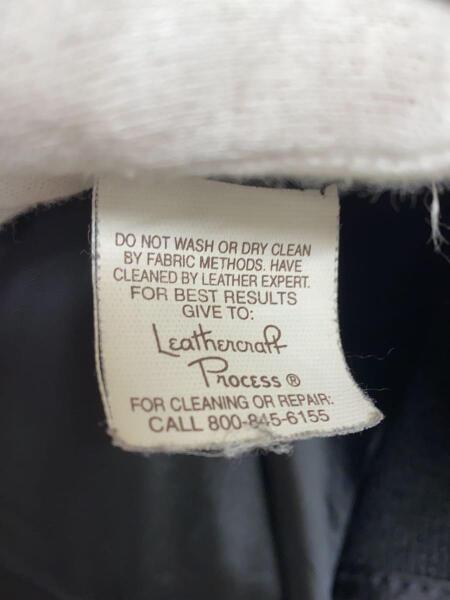 DO NOT WASH OR DRY CLEAN
BY FABRIC METHODS. HAVE
CLEANED BY LEATHER EXPERT.
FOR BEST RESULTS
GIVE TO:
Leathercraft
Process ®
FOR CLEANING OR REPAIR:
CALL 800-845-6155